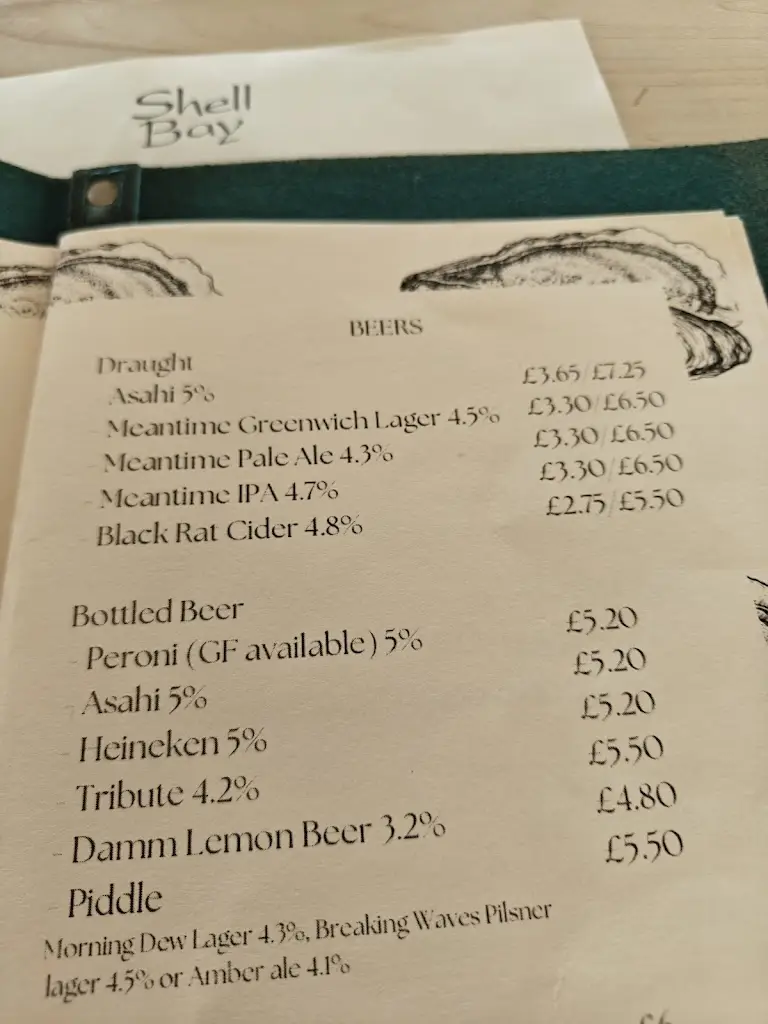 Shell
Bay
BEERS
Draught
Asahi 5% £3.65/£7.25
- Meantime Greenwich Lager 4.5% £3.30/£6.50
- Meantime Pale Ale 4.3% £3.30/£6.50
- Meantime IPA 4.7% £3.30/£6.50
- Black Rat Cider 4.8% £2.75/£5.50
Bottled Beer
- Peroni (GF available) 5% £5.20
- Asahi 5% £5.20
- Heineken 5% £5.20
- Tribute 4.2% £5.50
- Damm Lemon Beer 3.2% £4.80
- Piddle £5.50
Morning Dew Lager 4.3%, Breaking Waves Pilsner
lager 4.5% or Amber ale 4.1%